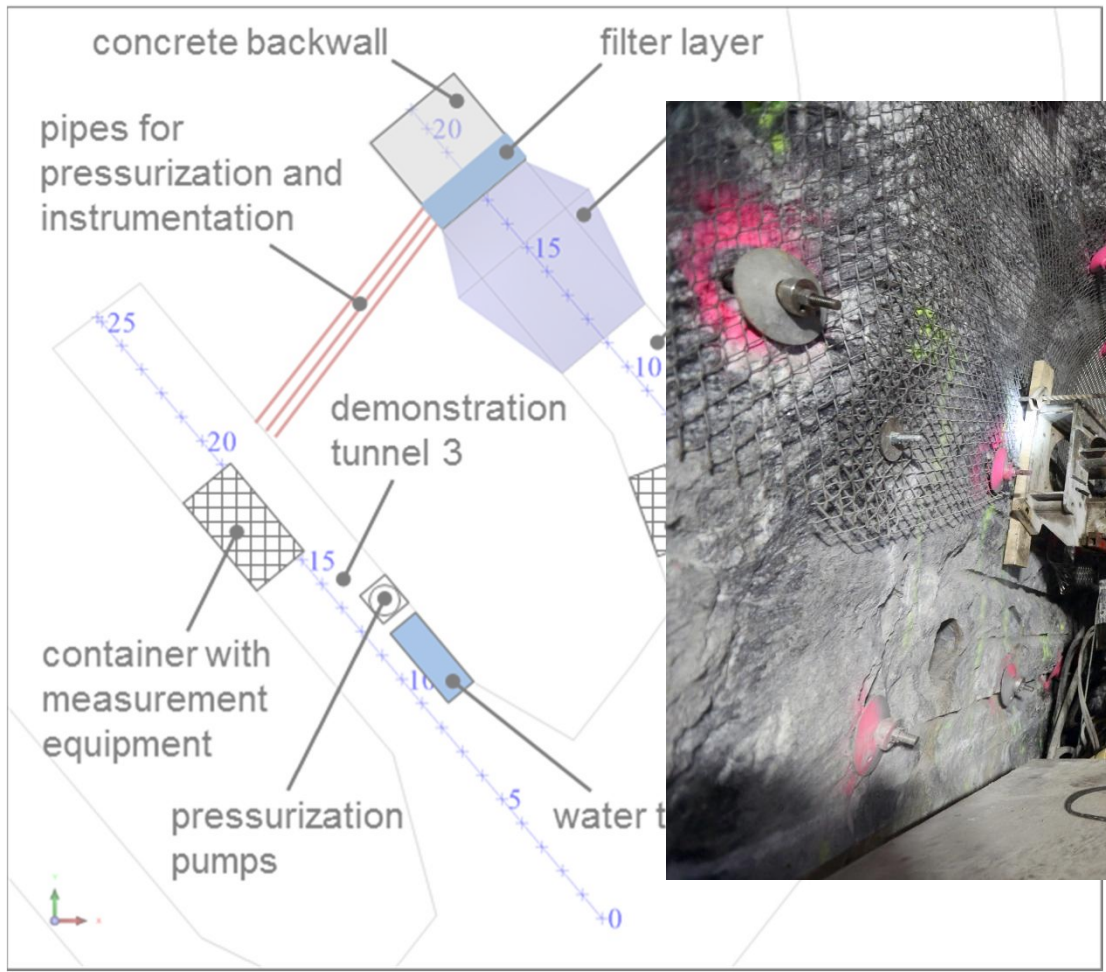 concrete backwall
filter layer
pipes for
pressurization and
instrumentation
20
15
10
25
20
demonstration
tunnel 3
15
10
container with
measurement
equipment
5
pressurization
pumps
water
0